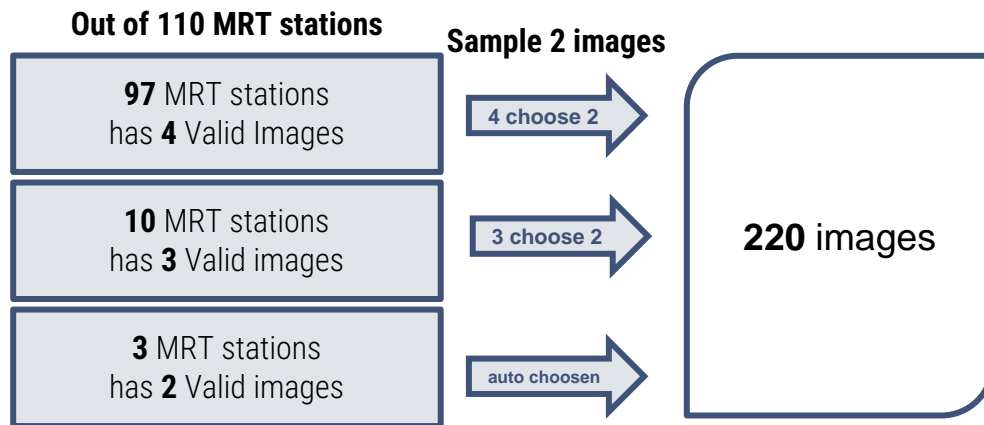 Out of 110 MRT stations
Sample 2 images
97 MRT stations
has 4 Valid Images
4 choose 2
10 MRT stations
has 3 Valid images
3 choose 2
220 images
3 MRT stations
has 2 Valid images
auto choosen